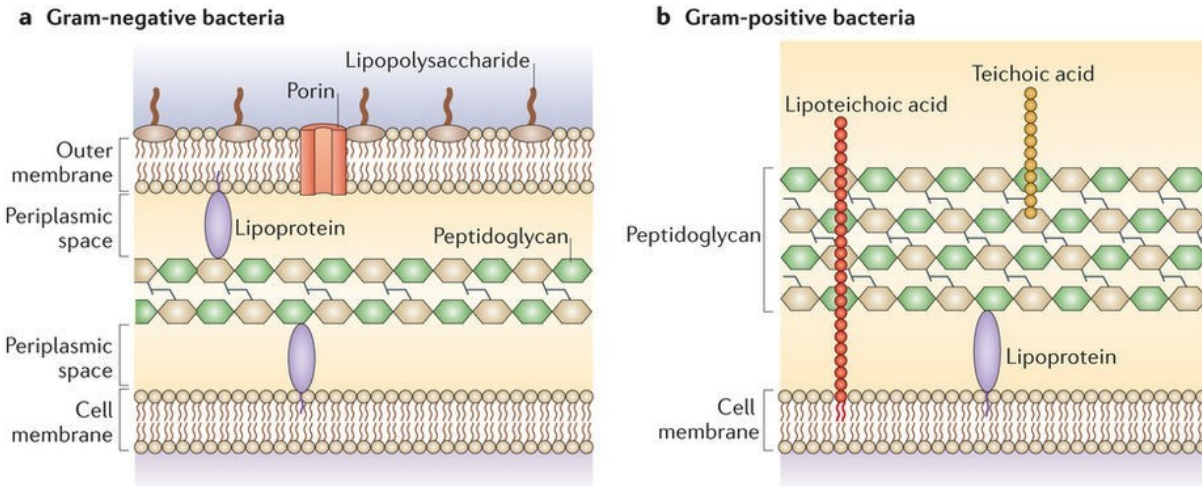 a Gram-negative bacteria
Lipopolysaccharide
Porin
Outer
membrane
Periplasmic
space
Lipoprotein
Peptidoglycan
Periplasmic
space
Cell
membrane
b Gram-positive bacteria
Teichoic acid
Lipoteichoic acid
Peptidoglycan
Lipoprotein
Cell
membrane